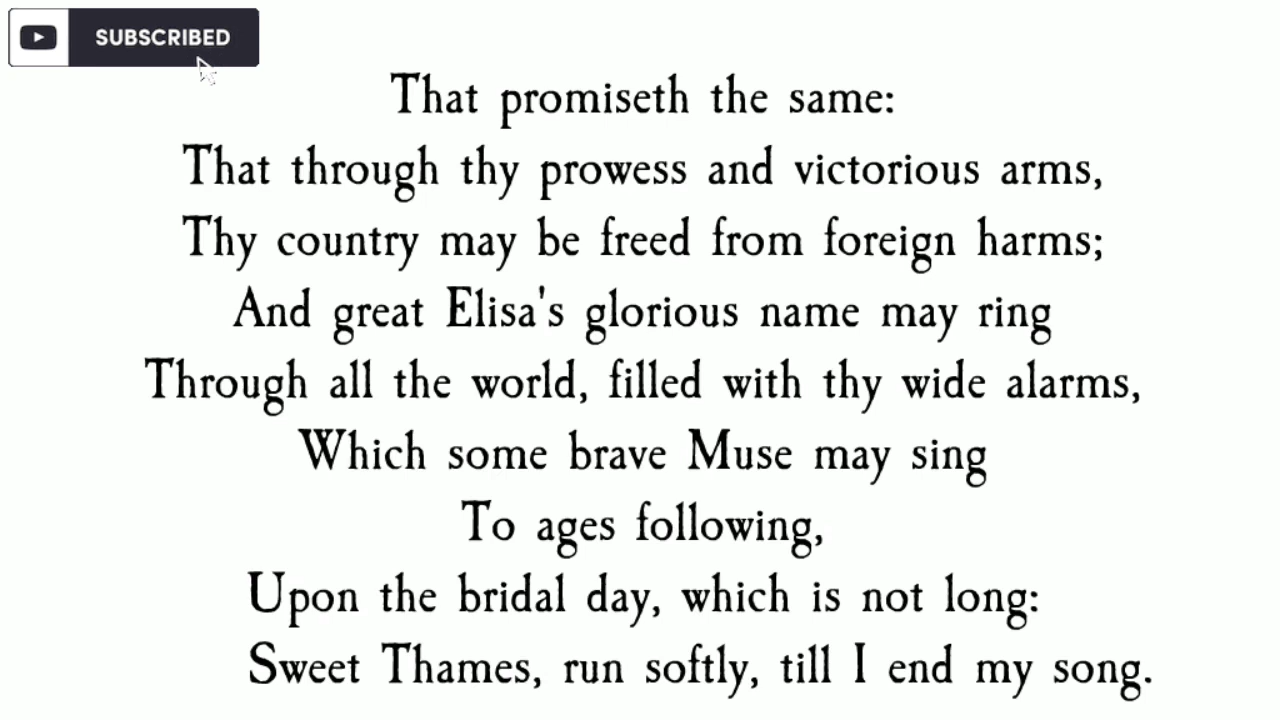 SUBSCRIBED
That promiseth the same:
That through thy prowess and victorious arms,
Thy country may be freed from foreign harms;
And great Elisa's glorious name may ring
Through all the world, filled with thy wide alarms,
Which some brave Muse may sing
To ages following,
Upon the bridal day, which is not long:
Sweet Thames, run softly, till I end my song.